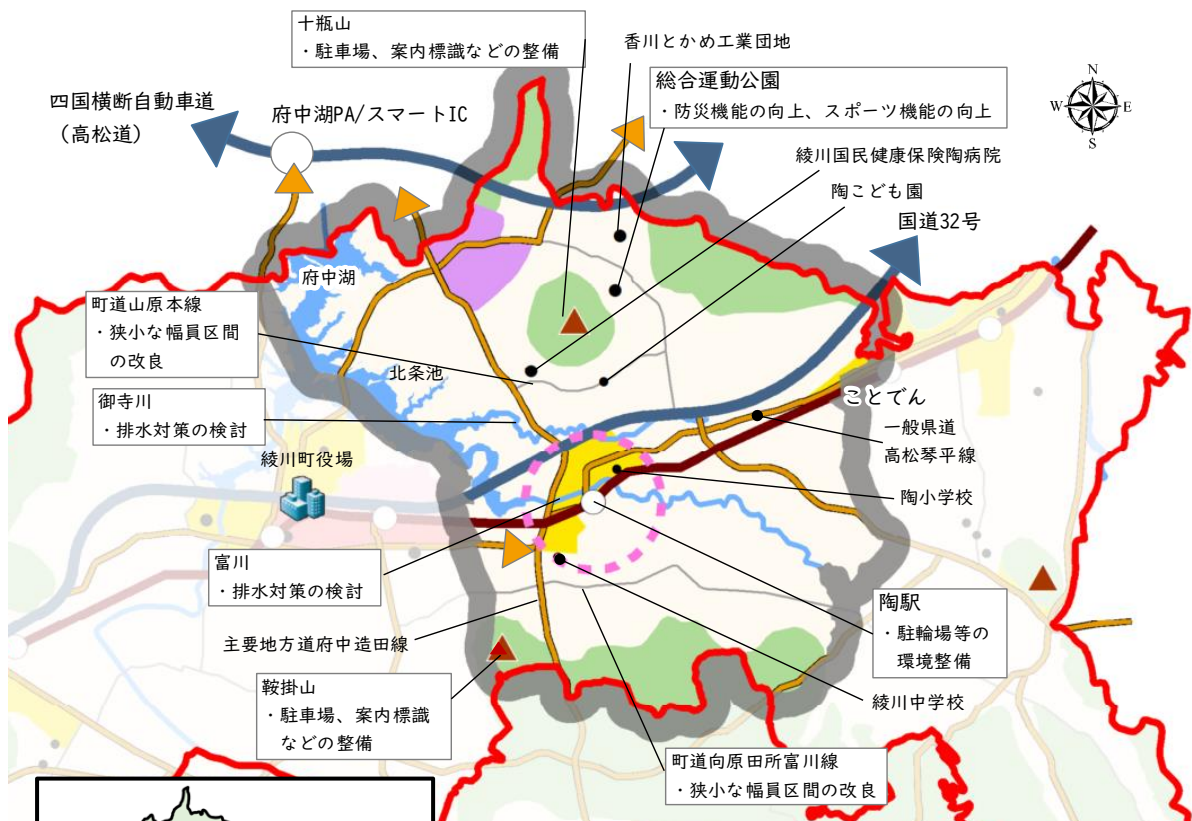 十瓶山
・駐車場、案内標識などの整備
香川とかめ工業団地
総合運動公園
・防災機能の向上、スポーツ機能の向上
N
W
E
S
四国横断自動車道
（高松道）
府中湖PA/スマートIC
綾川国民健康保険陶病院
陶こども園
国道32号
府中湖
町道山原本線
・狭小な幅員区間
の改良
北条池
御寺川
・排水対策の検討
ことでん
一般県道
高松琴平線
綾川町役場
陶小学校
富川
・排水対策の検討
陶駅
・駐輪場等の
環境整備
主要地方道府中造田線
鞍掛山
・駐車場、案内標識
などの整備
綾川中学校
町道向原田所富川線
・狭小な幅員区間の改良